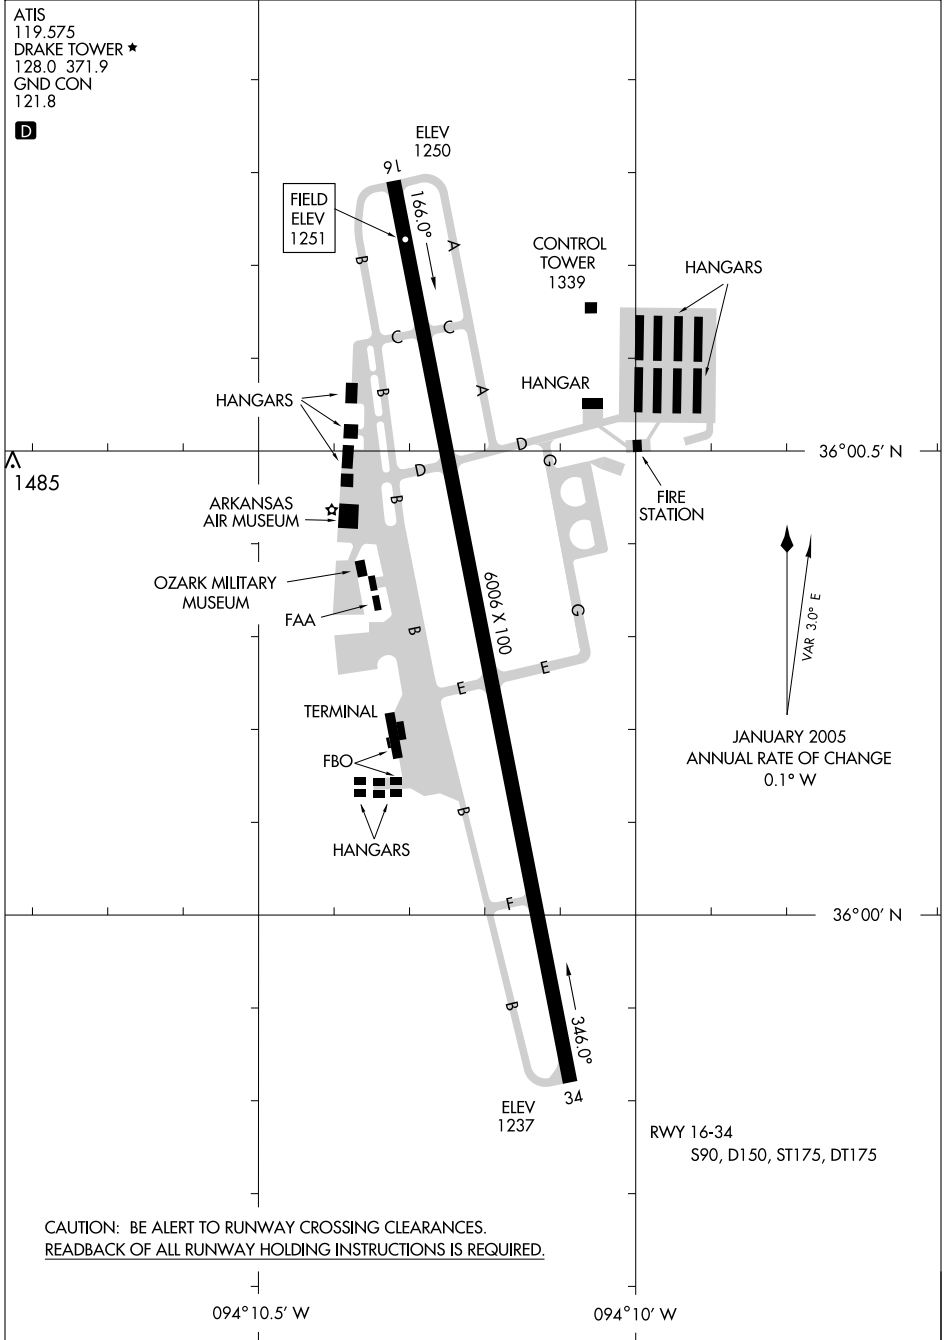 ATIS
119.575
DRAKE TOWER ★
128.0 371.9
GND CON
121.8
D
ELEV
1250
16
FIELD
ELEV
1251
166.0°
A
B
CONTROL
TOWER
1339
HANGARS
C
C
B
A
HANGAR
HANGARS
D
G
D
36°00.5' N
1485
B
ARKANSAS
AIR MUSEUM
FIRE
STATION
OZARK MILITARY
MUSEUM
FAA
6006 X 100
G
B
VAR 3.0° E
E
E
TERMINAL
JANUARY 2005
ANNUAL RATE OF CHANGE
0.1° W
FBO
B
HANGARS
F
36°00' N
B
346.0°
34
ELEV
1237
RWY 16-34
S90, D150, ST175, DT175
CAUTION: BE ALERT TO RUNWAY CROSSING CLEARANCES.
READBACK OF ALL RUNWAY HOLDING INSTRUCTIONS IS REQUIRED.
094°10.5' W
094°10' W